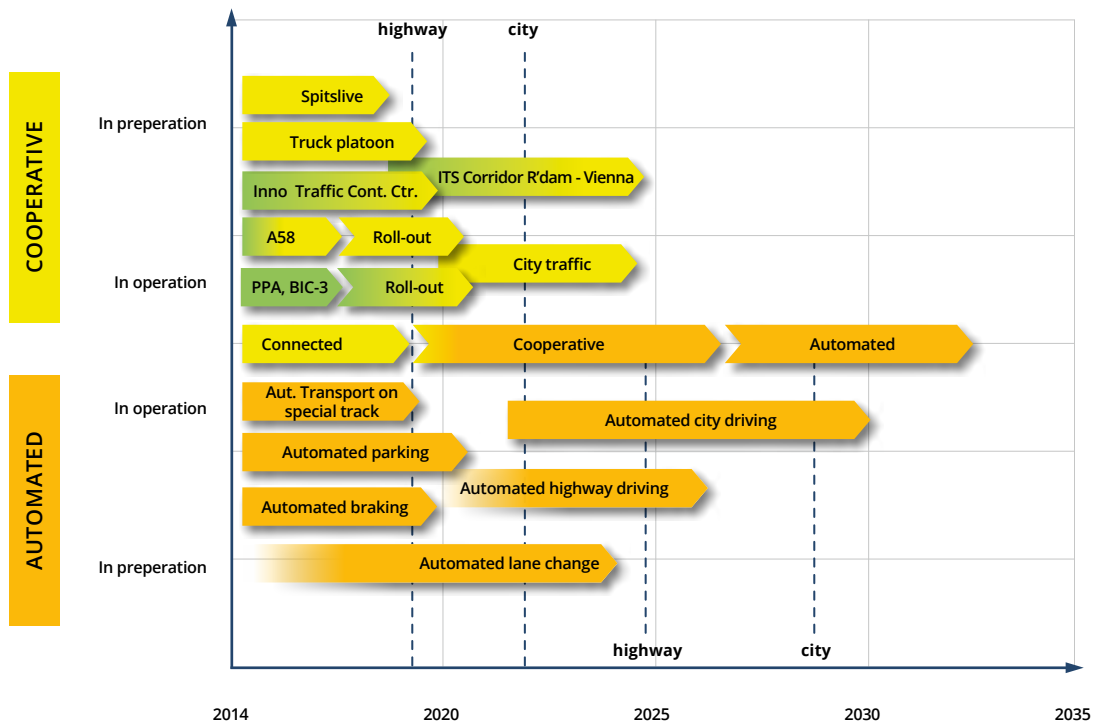 highway
city
COOPERATIVE
In preperation
Spitslive
Truck platoon
ITS Corridor R'dam - Vienna
Inno Traffic Cont. Ctr.
A58
Roll-out
City traffic
In operation
PPA, BIC-3
Roll-out
Connected
Cooperative
Automated
AUTOMATED
In operation
Aut. Transport on
special track
Automated city driving
Automated parking
Automated highway driving
Automated braking
In preperation
Automated lane change
highway
city
2014
2020
2025
2030
2035